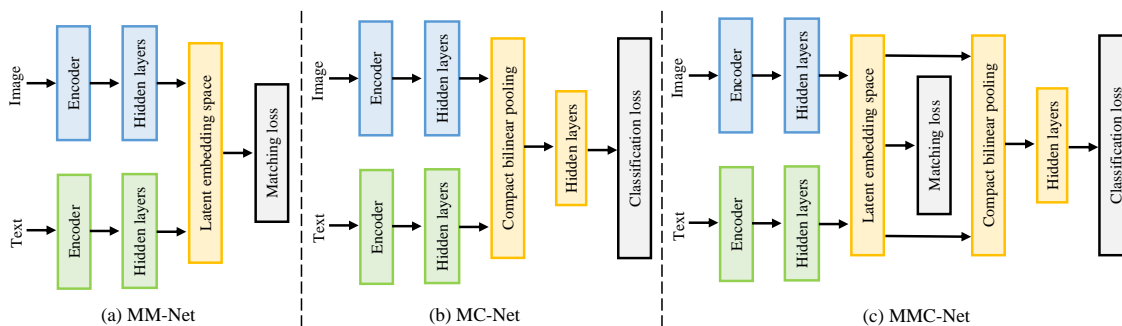 Image
Encoder
Hidden layers
Text
Encoder
Hidden layers
Latent embedding space
Matching loss
(a) MM-Net
Image
Encoder
Hidden layers
Text
Encoder
Hidden layers
Compact bilinear pooling
Hidden layers
Classification loss
(b) MC-Net
Image
Encoder
Hidden layers
Text
Encoder
Hidden layers
Latent embedding space
Matching loss
Compact bilinear pooling
Hidden layers
Classification loss
(c) MMC-Net